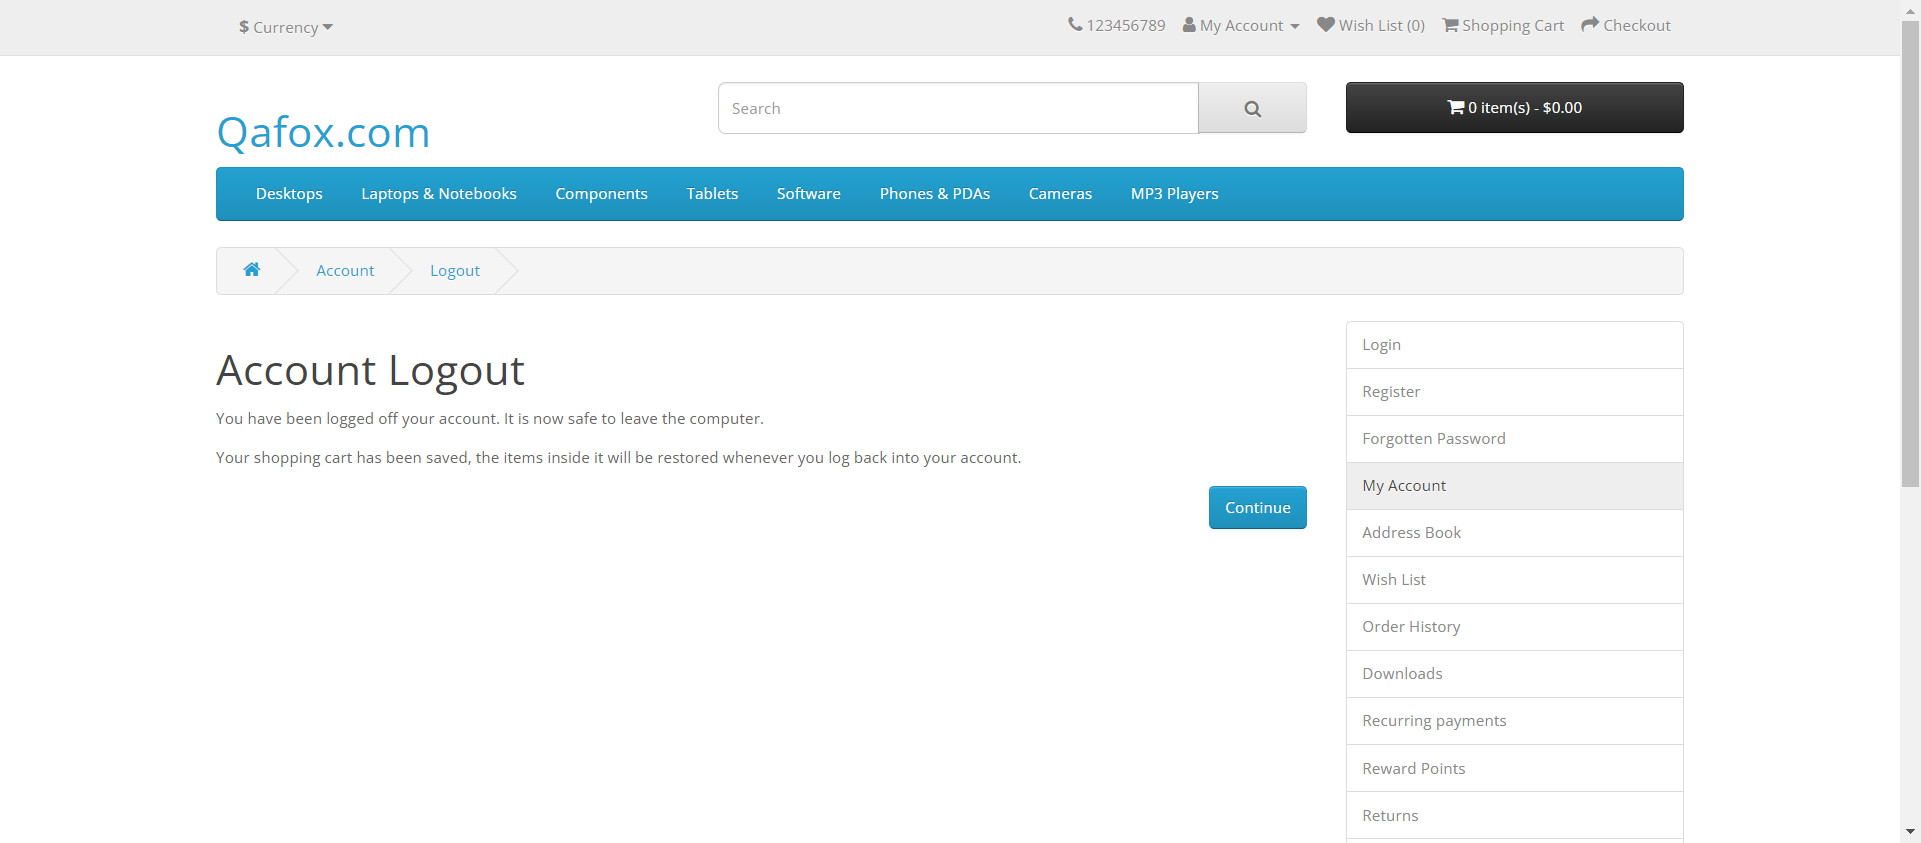 $ Currency
123456789 My Account Wish List (0) Shopping Cart Checkout
Qafox.com
Search
0 item(s) - $0.00
Desktops Laptops & Notebooks Components Tablets Software Phones & PDAs Cameras MP3 Players
Account Logout
Account Logout
You have been logged off your account. It is now safe to leave the computer.
Your shopping cart has been saved, the items inside it will be restored whenever you log back into your account.
Continue
Login
Register
Forgotten Password
My Account
Address Book
Wish List
Order History
Downloads
Recurring payments
Reward Points
Returns